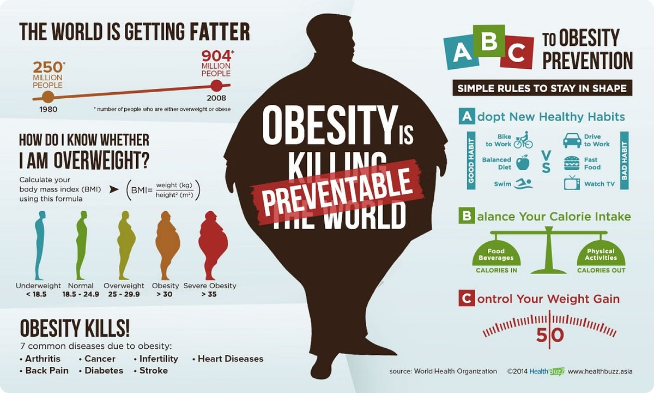 THE WORLD IS GETTING FATTER
250*
MILLION
PEOPLE
1980
904*
MILLION
PEOPLE
2008
* number of people who are either overweight or obese
HOW DO I KNOW WHETHER
I AM OVERWEIGHT?
Calculate your
body mass index (BMI)
using this formula
BMI= weight (kg)
height² (m²)
Underweight
< 18.5
Normal
18.5 - 24.9
Overweight
25 - 29.9
Obesity
> 30
Severe Obesity
> 35
OBESITY KILLS!
7 common diseases due to obesity:
• Arthritis • Cancer • Infertility • Heart Diseases
• Back Pain • Diabetes • Stroke
OBESITY IS
KILLING
PREVENTABLE
THE WORLD
A B C TO OBESITY
PREVENTION
SIMPLE RULES TO STAY IN SHAPE
Adopt New Healthy Habits
GOOD HABIT
Bike
to Work
Balanced
Diet
Swim
VS
Drive
to Work
Fast
Food
Watch TV
BAD HABIT
Balance Your Calorie Intake
Food
Beverages
CALORIES IN
Physical
Activities
CALORIES OUT
Control Your Weight Gain
50
source: World Health Organization ©2014 HealthBuzz www.healthbuzz.asia